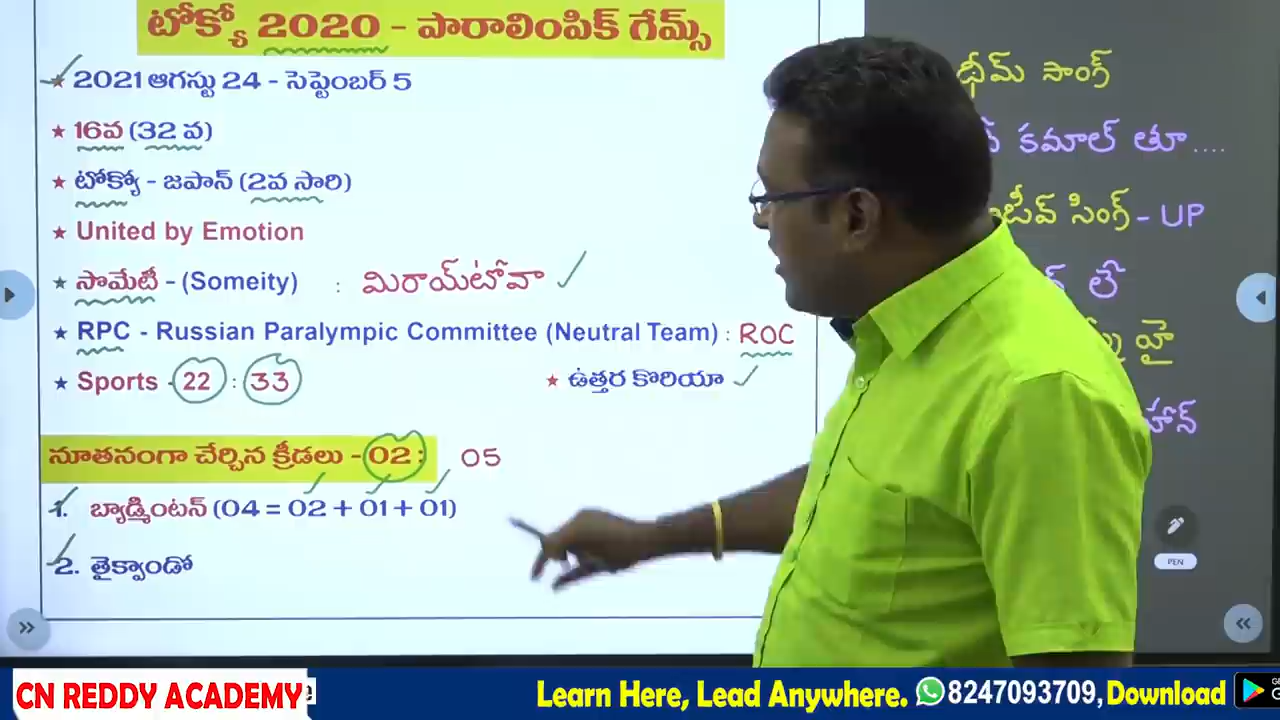 టోక్యో 2020 - పారాలింపిక్ గేమ్స్
★ 2021 ఆగస్టు 24 - సెప్టెంబర్ 5
★ 16వ (32 వ)
★ టోక్యో - జపాన్ (2వ సారి)
★ United by Emotion
★ సామేటీ - (Someity) : మిరాయ్‌టోవా
★ RPC - Russian Paralympic Committee (Neutral Team) : ROC
★ Sports - 22 : 33 ★ ఉత్తర కొరియా
నూతనంగా చేర్చిన క్రీడలు - 02 : 05
1. బ్యాడ్మింటన్ (04 = 02 + 01 + 01)
2. తైక్వాండో
థీమ్ సాంగ్
కమాల్ తూ....
సింగ్ - UP
లే
హై
PEN
CN REDDY ACADEMY
Learn Here, Lead Anywhere. 8247093709, Download